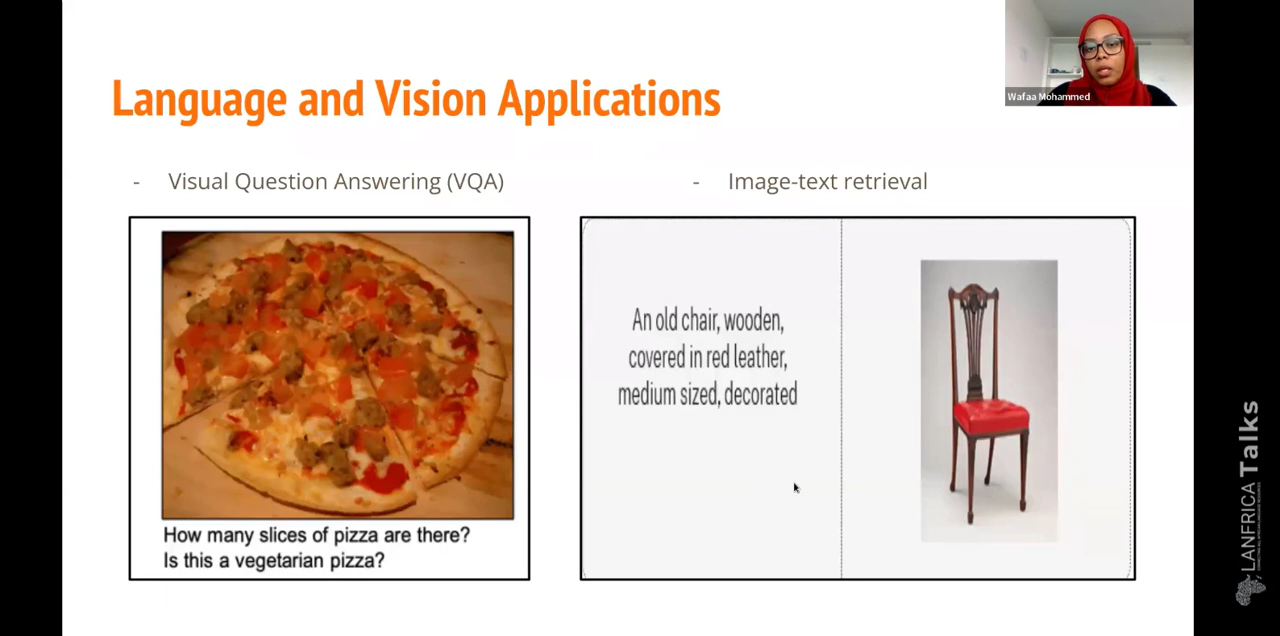 Language and Vision Applications
Wafaa Mohammed
- Visual Question Answering (VQA)
- Image-text retrieval
How many slices of pizza are there?
Is this a vegetarian pizza?
An old chair, wooden,
covered in red leather,
medium sized, decorated
LANFRICA Talks